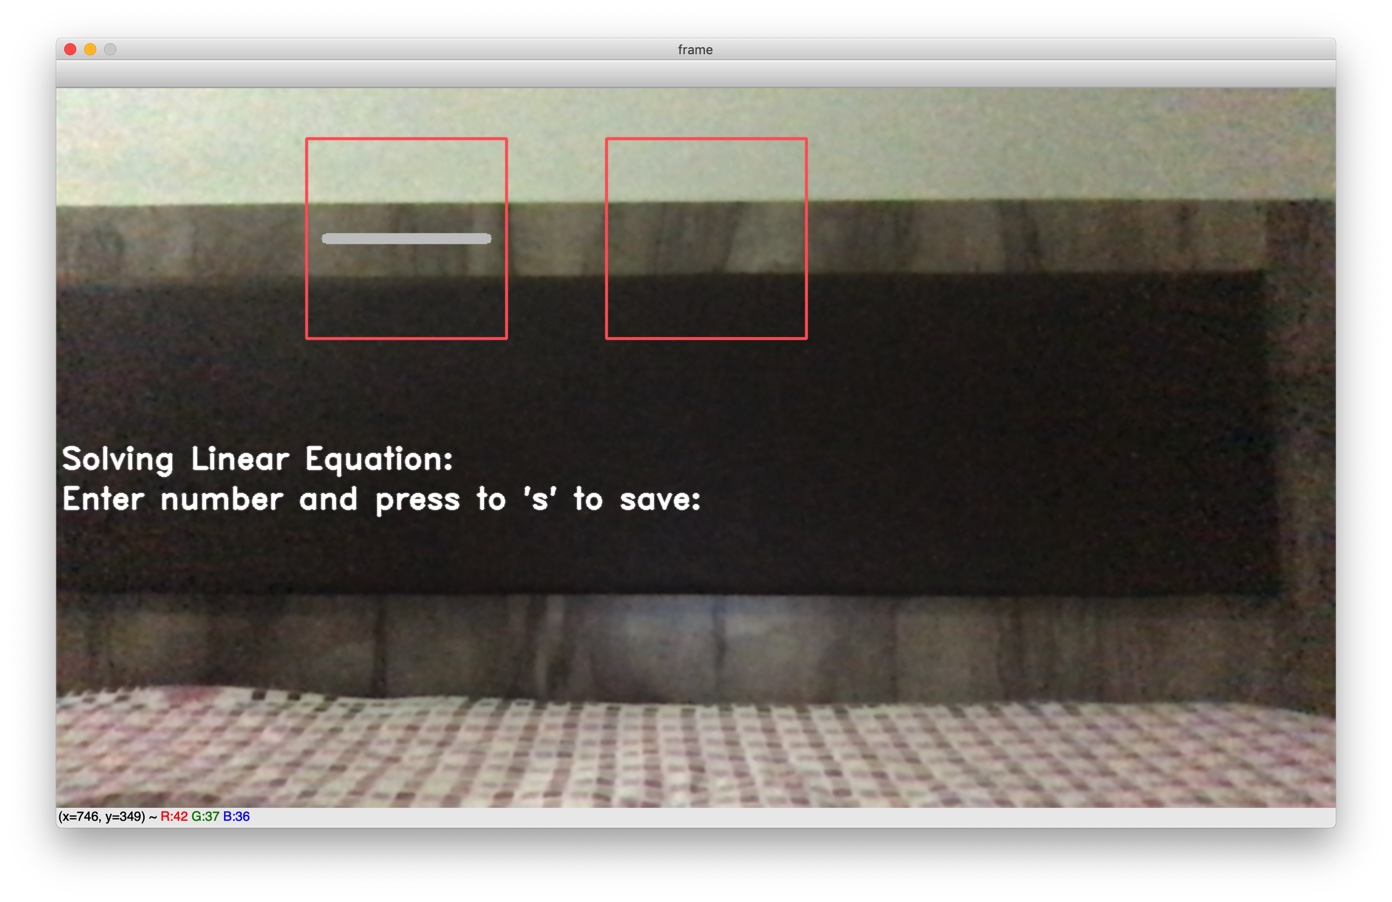 frame
Solving Linear Equation:
Enter number and press to 's' to save:
(x=746, y=349) ~ R:42 G:37 B:36